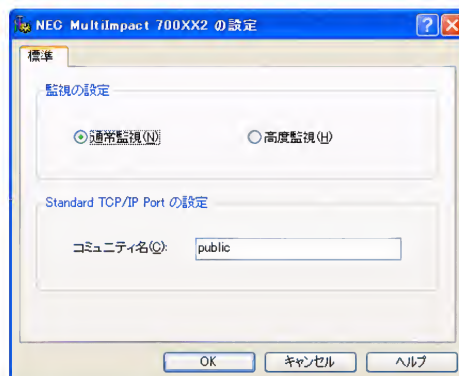 NEC MultiImpact 700XX2 の設定
標準
監視の設定
通常監視(N)
高度監視(H)
Standard TCP/IP Port の設定
コミュニティ名(C):
public
OK
キャンセル
ヘルプ